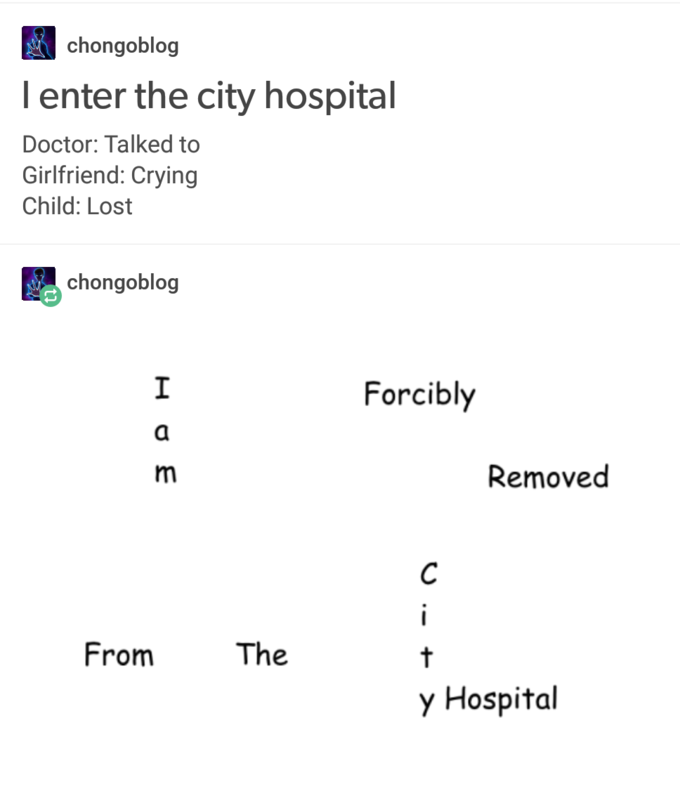 chongoblog
I enter the city hospital
Doctor: Talked to
Girlfriend: Crying
Child: Lost
chongoblog
I
a
m
Forcibly
Removed
From The
C
i
t
y Hospital